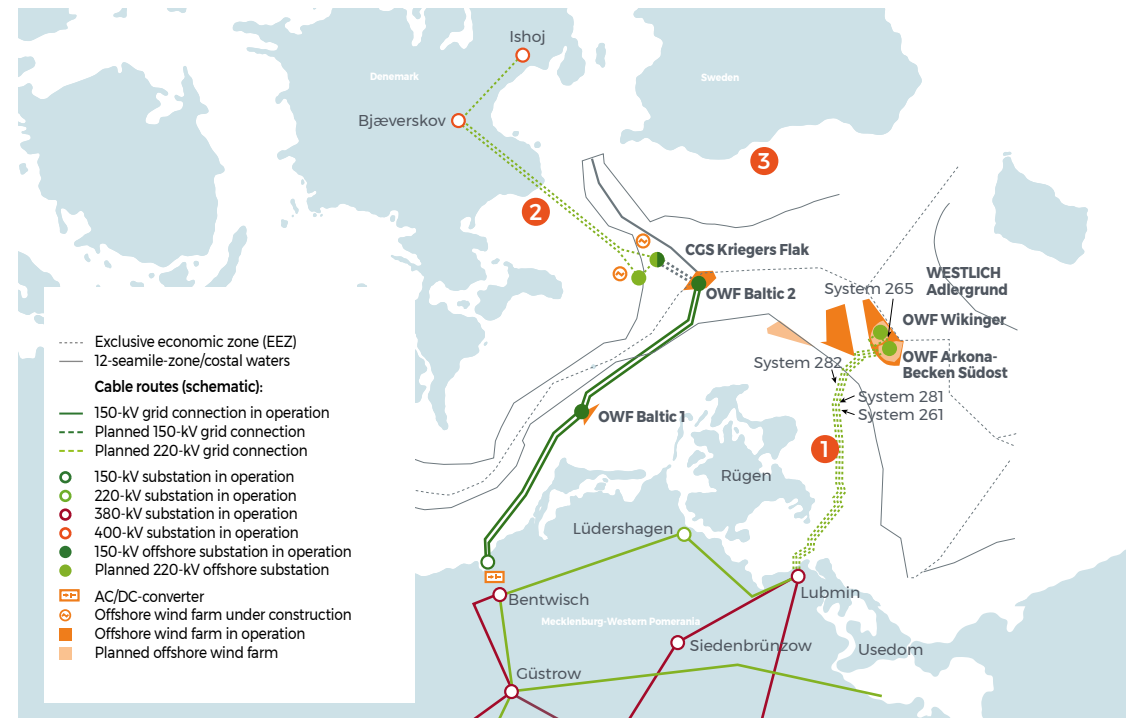 Ishoj
Denemark
Sweden
Bjæverskov
3
2
CGS Kriegers Flak
WESTLICH
Adlergrund
System 265
OWF Baltic 2
OWF Wikinger
OWF Arkona-
Becken Südost
System 282
System 281
System 261
OWF Baltic 1
1
Rügen
Lüdershagen
Bentwisch
Lubmin
Mecklenburg-Western Pomerania
Siedenbrünzow
Usedom
Güstrow
Exclusive economic zone (EEZ)
12-seamile-zone/costal waters
Cable routes (schematic):
150-kV grid connection in operation
Planned 150-kV grid connection
Planned 220-kV grid connection
150-kV substation in operation
220-kV substation in operation
380-kV substation in operation
400-kV substation in operation
150-kV offshore substation in operation
Planned 220-kV offshore substation
AC/DC-converter
Offshore wind farm under construction
Offshore wind farm in operation
Planned offshore wind farm